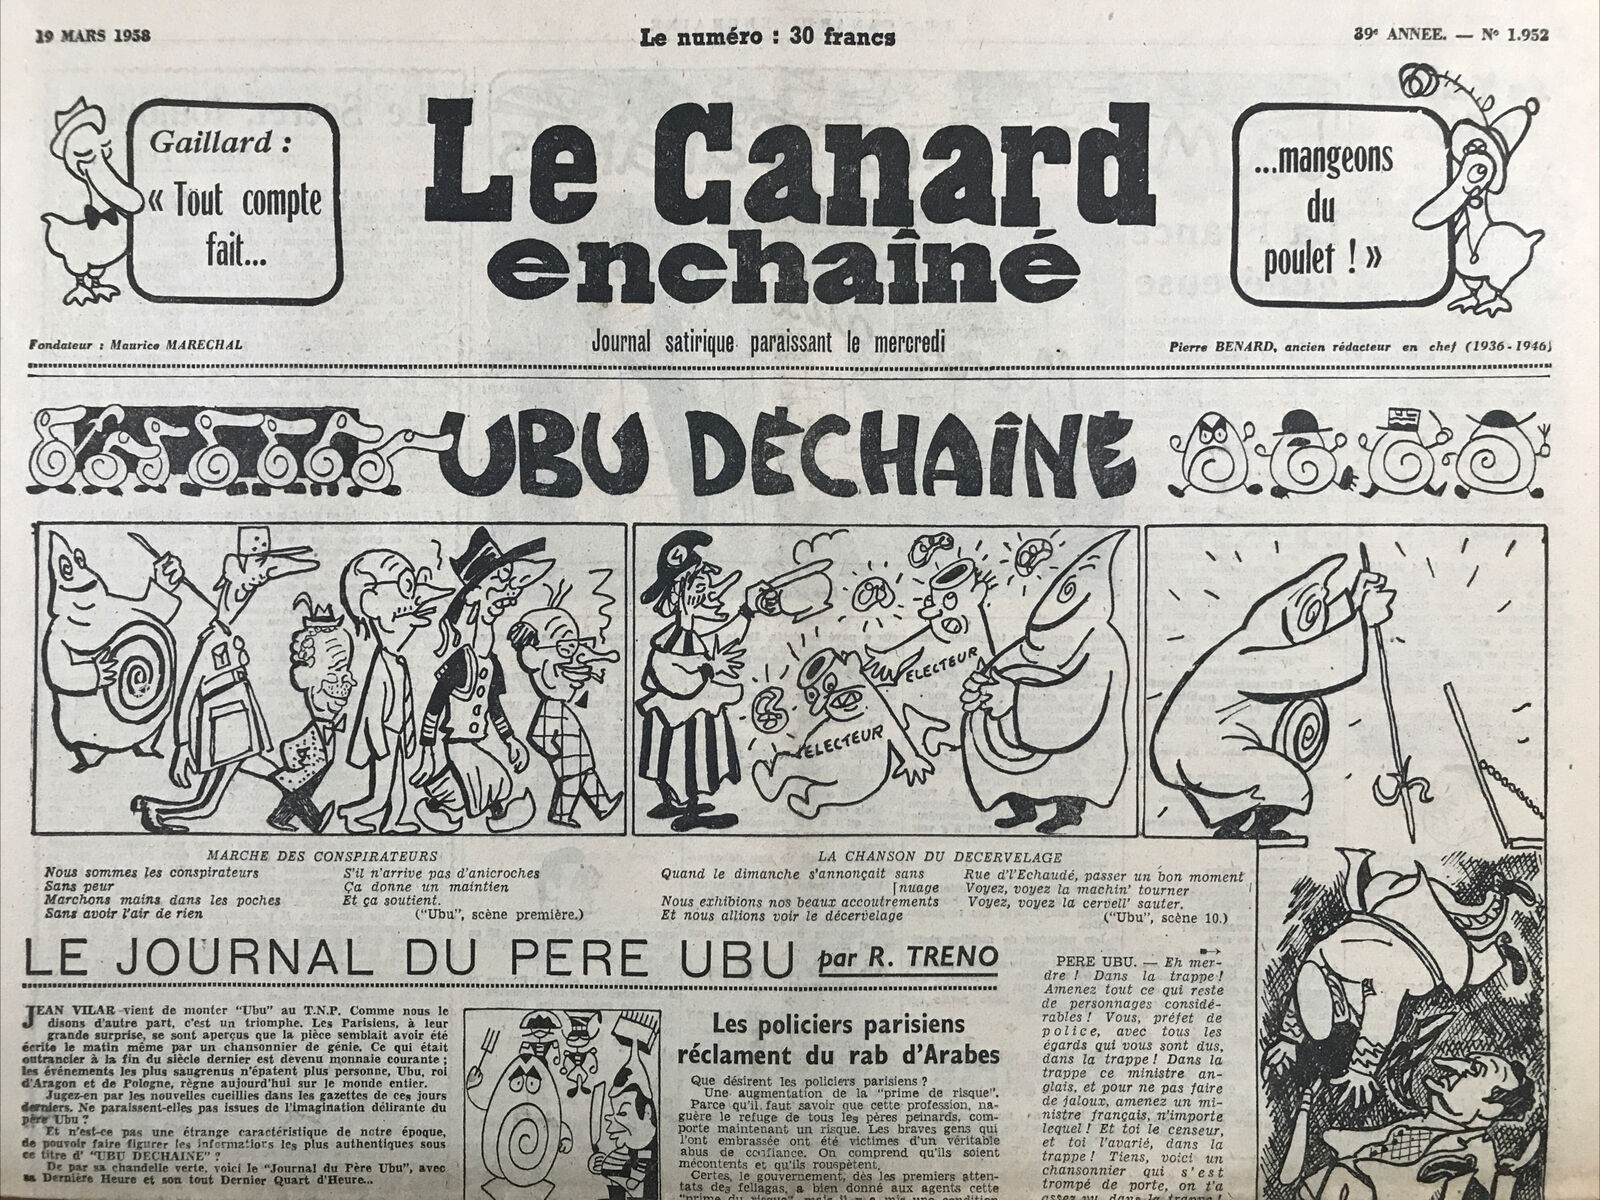 19 MARS 1958
Le numéro : 30 francs
39e ANNEE. — No 1.952
Gaillard :
« Tout compte
fait...
Le Canard
enchaîné
...mangeons
du
poulet ! »
Fondateur : Maurice MARECHAL
Journal satirique paraissant le mercredi
Pierre BENARD, ancien rédacteur en chef (1936-1946)
UBU DÉCHAÎNÉ
ELECTEUR
ELECTEUR
MARCHE DES CONSPIRATEURS
Nous sommes les conspirateurs
Sans peur
Marchons mains dans les poches
Sans avoir l'air de rien
S'il n'arrive pas d'anicroches
Ça donne un maintien
Et ça soutient.
("Ubu", scène première.)
LA CHANSON DU DECERVELAGE
Quand le dimanche s'annonçait sans
[nuage
Nous exhibions nos beaux accoutrements
Et nous allions voir le décervelage
Rue d'l'Echaudé, passer un bon moment
Voyez, voyez la machin' tourner
Voyez, voyez la cervell' sauter.
("Ubu", scène 10.)
LE JOURNAL DU PERE UBU par R. TRENO
JEAN VILAR vient de monter "Ubu" au T.N.P. Comme nous le
disons d'autre part, c'est un triomphe. Les Parisiens, à leur
grande surprise, se sont aperçus que la pièce semblait avoir été
écrite le matin même par un chansonnier de génie. Ce qui était
outrancier à la fin du siècle dernier est devenu monnaie courante ;
les événements les plus saugrenus n'épatent plus personne, Ubu, roi
d'Aragon et de Pologne, règne aujourd'hui sur le monde entier.
Jugez-en par les nouvelles cueillies dans les gazettes de ces jours
derniers. Ne paraissent-elles pas issues de l'imagination délirante du
père Ubu ?
Et n'est-ce pas une étrange caractéristique de notre époque,
de pouvoir faire figurer les informations les plus authentiques sous
ce titre d' "UBU DECHAINE" ?
De par sa chandelle verte, voici le "Journal du Père Ubu", avec
sa Dernière Heure et son tout Dernier Quart d'Heure...
Les policiers parisiens
réclament du rab d'Arabes
Que désirent les policiers parisiens ?
Une augmentation de la "prime de risque".
Parce qu'il faut savoir que cette profession, na-
guère le refuge de tous les pères peinards, com-
porte maintenant un risque. Les braves gens qui
l'ont embrassée ont été victimes d'un véritable
abus de confiance. On comprend qu'ils soient
mécontents et qu'ils rouspètent.
Certes, le gouvernement, dès les premiers atten-
tats des fellagas, a bien donné aux agents cette
PERE UBU. — Eh mer-
dre ! Dans la trappe !
Amenez tout ce qui reste
de personnages considé-
rables ! Vous, préfet de
police, avec tous les
égards qui vous sont dus,
dans la trappe ! Dans la
trappe ce ministre an-
glais, et pour ne pas faire
de jaloux, amenez un mi-
nistre français, n'importe
lequel ! Et toi le censeur,
et toi l'avarié, dans la
trappe ! Tiens, voici un
chansonnier qui s'est
trompé de porte, on t'a
assez vu, dans la trappe !